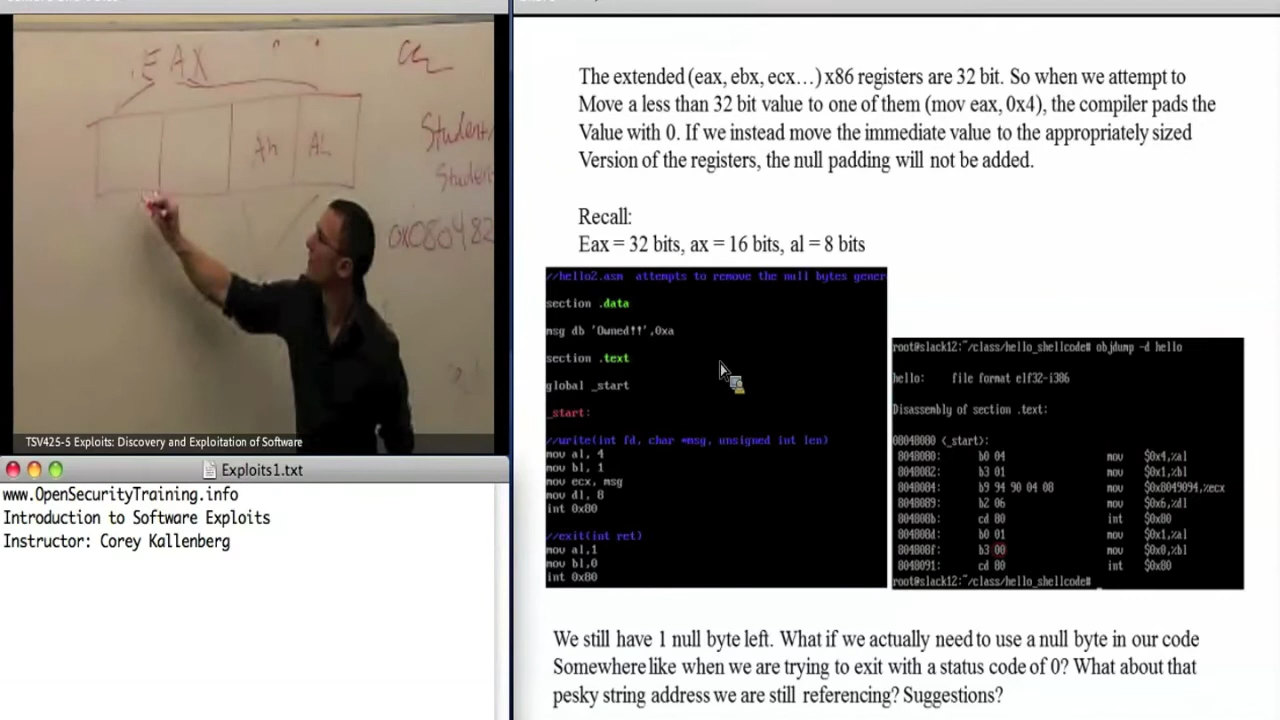 EAX
Ah AL
Student/
Studen
0x080482
TSV425-5 Exploits: Discovery and Exploitation of Software
Exploits1.txt
www.OpenSecurityTraining.info
Introduction to Software Exploits
Instructor: Corey Kallenberg
The extended (eax, ebx, ecx…) x86 registers are 32 bit. So when we attempt to
Move a less than 32 bit value to one of them (mov eax, 0x4), the compiler pads the
Value with 0. If we instead move the immediate value to the appropriately sized
Version of the registers, the null padding will not be added.
Recall:
Eax = 32 bits, ax = 16 bits, al = 8 bits
//hello2.asm attempts to remove the null bytes gener
section .data
msg db 'Owned!!',0xa
section .text
global _start
_start:
//write(int fd, char *msg, unsigned int len)
mov al, 4
mov bl, 1
mov ecx, msg
mov dl, 8
int 0x80
//exit(int ret)
mov al,1
mov bl,0
int 0x80
root@slack12:~/class/hello_shellcode# objdump -d hello
hello: file format elf32-i386
Disassembly of section .text:
08048080 <_start>:
8048080: b0 04 mov $0x4,%al
8048082: b3 01 mov $0x1,%bl
8048084: b9 94 90 04 08 mov $0x8049094,%ecx
8048089: b2 06 mov $0x6,%dl
804808b: cd 80 int $0x80
804808d: b0 01 mov $0x1,%al
804808f: b3 00 mov $0x0,%bl
8048091: cd 80 int $0x80
root@slack12:~/class/hello_shellcode#
We still have 1 null byte left. What if we actually need to use a null byte in our code
Somewhere like when we are trying to exit with a status code of 0? What about that
pesky string address we are still referencing? Suggestions?